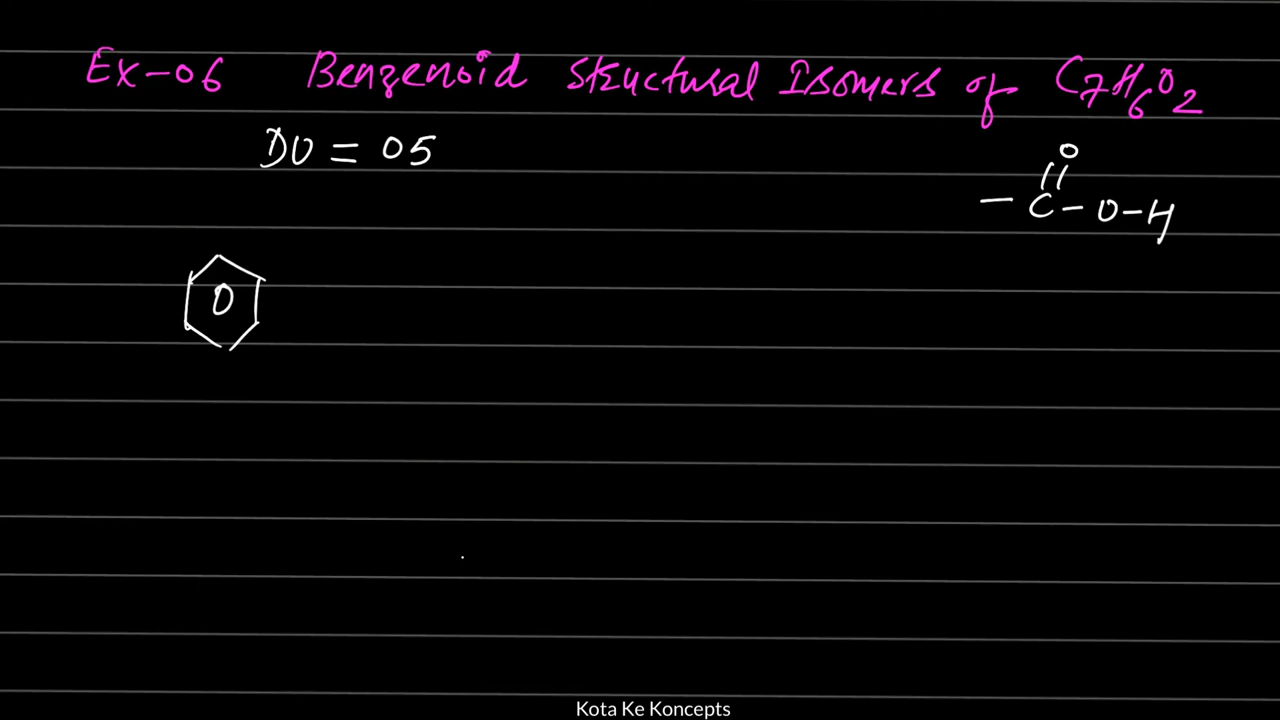 Ex-06 Benzenoid Structural Isomers of C7H6O2
DU = 05
O
- C - O - H
Kota Ke Koncepts